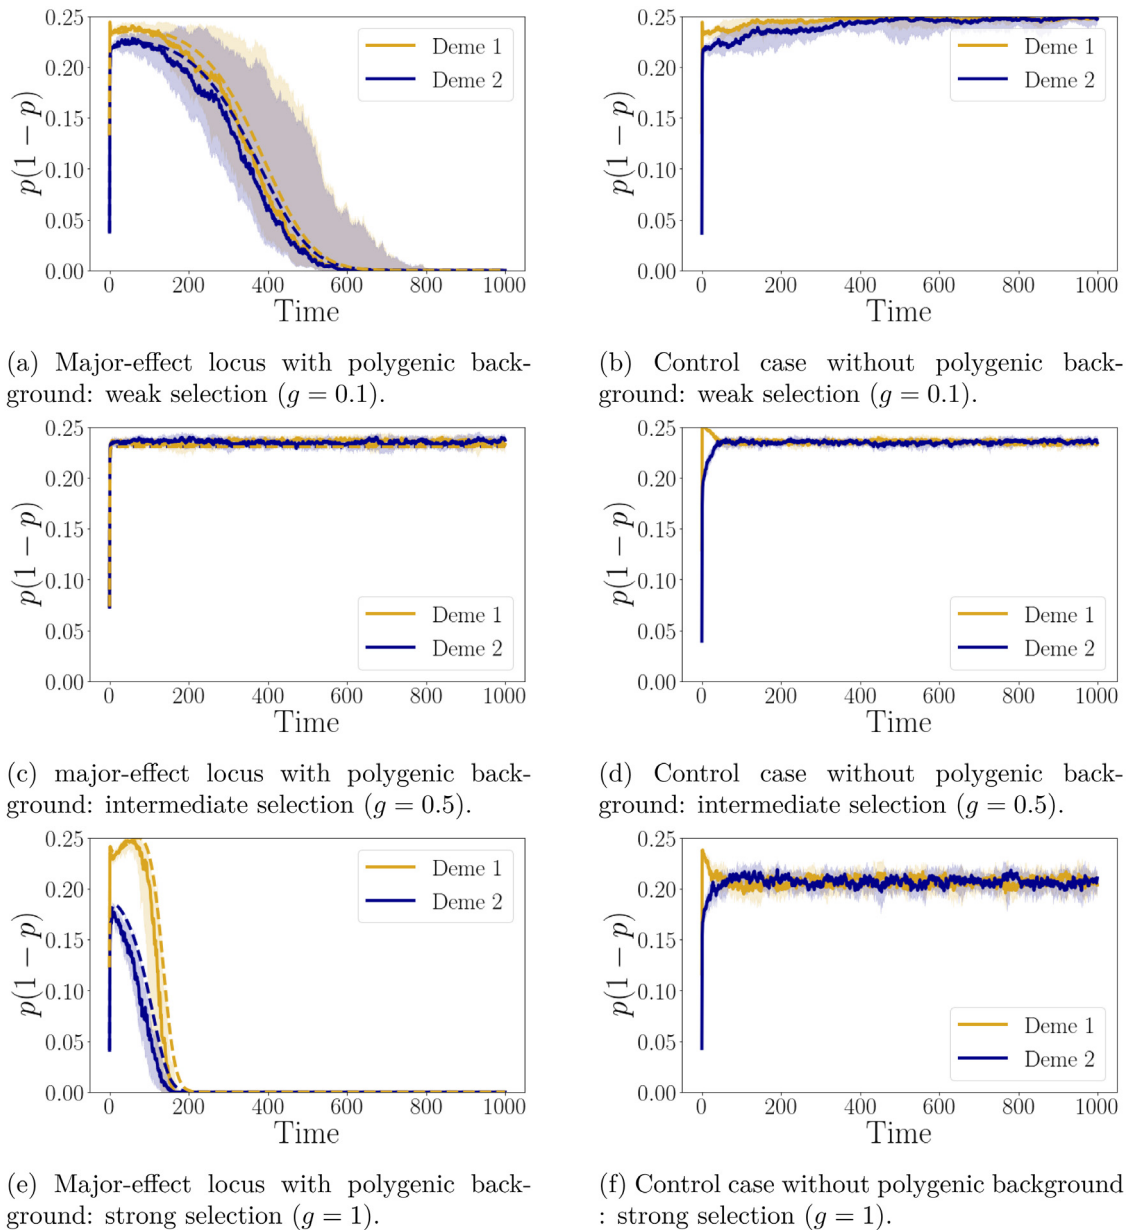 0.25
0.20
0.15
0.10
0.05
0.00
p(1 − p)
0 200 400 600 800 1000
Time
Deme 1
Deme 2
0.25
0.20
0.15
0.10
0.05
0.00
p(1 − p)
0 200 400 600 800 1000
Time
Deme 1
Deme 2
(a) Major-effect locus with polygenic back-
ground: weak selection (g = 0.1).
(b) Control case without polygenic back-
ground: weak selection (g = 0.1).
0.25
0.20
0.15
0.10
0.05
0.00
p(1 − p)
0 200 400 600 800 1000
Time
Deme 1
Deme 2
0.25
0.20
0.15
0.10
0.05
0.00
p(1 − p)
0 200 400 600 800 1000
Time
Deme 1
Deme 2
(c) major-effect locus with polygenic back-
ground: intermediate selection (g = 0.5).
(d) Control case without polygenic back-
ground: intermediate selection (g = 0.5).
0.25
0.20
0.15
0.10
0.05
0.00
p(1 − p)
0 200 400 600 800 1000
Time
Deme 1
Deme 2
0.25
0.20
0.15
0.10
0.05
0.00
p(1 − p)
0 200 400 600 800 1000
Time
Deme 1
Deme 2
(e) Major-effect locus with polygenic back-
ground: strong selection (g = 1).
(f) Control case without polygenic background
: strong selection (g = 1).